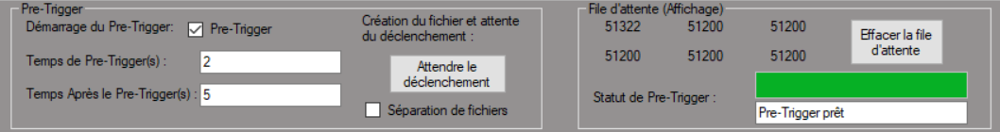 Pre-Trigger
Démarrage du Pre-Trigger: Pre-Trigger
Temps de Pre-Trigger(s) : 2
Temps Après le Pre-Trigger(s) : 5
Création du fichier et attente
du déclenchement :
Attendre le
déclenchement
Séparation de fichiers
File d'attente (Affichage)
51322 51200 51200
51200 51200 51200
Effacer la file
d'attente
Statut de Pre-Trigger :
Pre-Trigger prêt